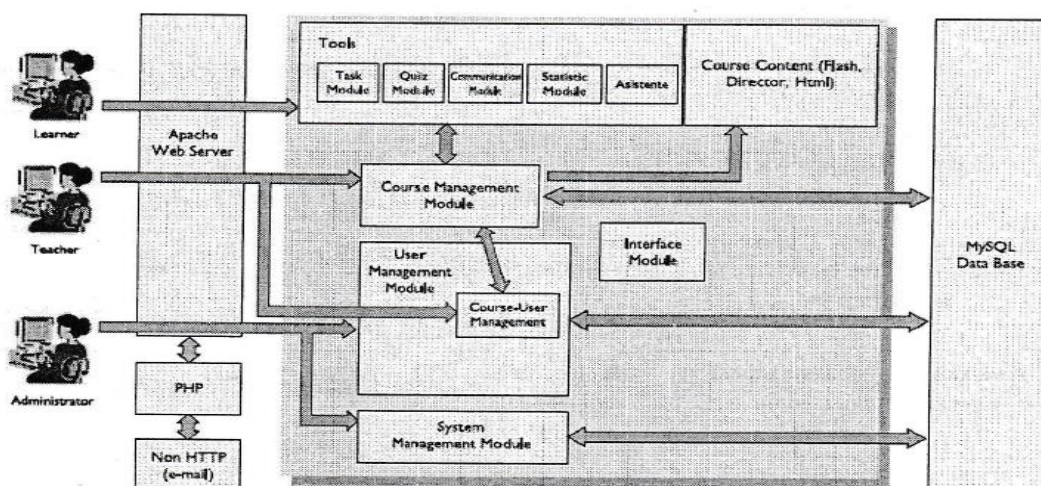 Tools
Task
Module
Quiz
Module
Communication
Module
Statistic
Module
Asistente
Course Content (Flash,
Director, Html)
Learner
Apache
Web Server
Teacher
Course Management
Module
User
Management
Module
Course-User
Management
Interface
Module
MySQL
Data Base
Administrator
PHP
Non HTTP
(e-mail)
System
Management Module